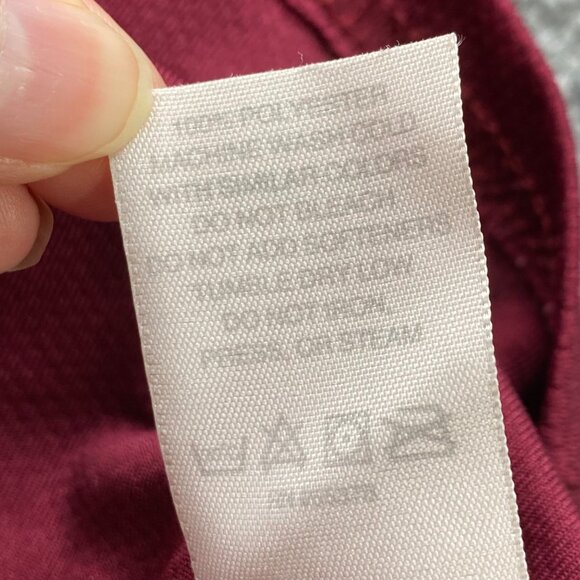 100% POLYESTER
MACHINE WASH COLD
WITH SIMILAR COLORS
DO NOT BLEACH
DO NOT ADD SOFTENERS
TUMBLE DRY LOW
DO NOT IRON,
PRESS, OR STEAM